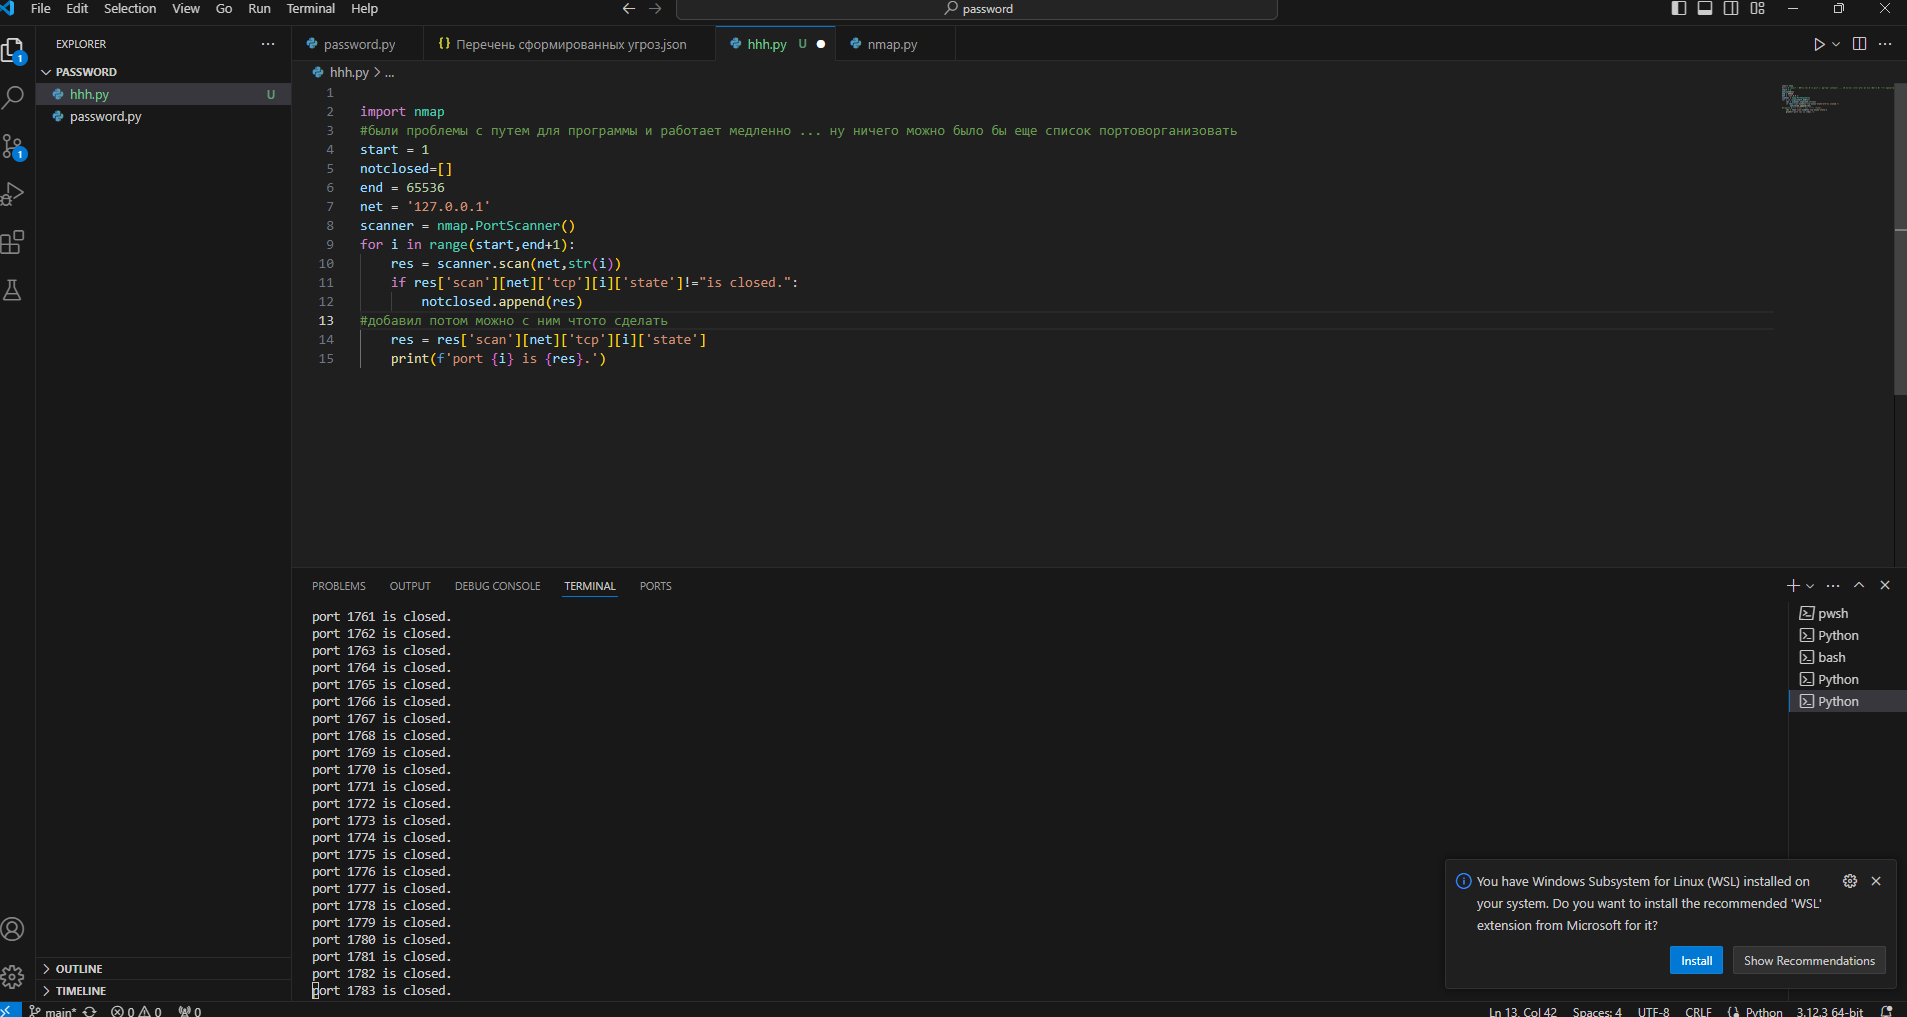 File Edit Selection View Go Run Terminal Help
password
EXPLORER
PASSWORD
hhh.py U
password.py
OUTLINE
TIMELINE
password.py
{} Перечень сформированных угроз.json
hhh.py U
nmap.py
hhh.py > ...
1
2 import nmap
3 #были проблемы с путем для программы и работает медленно ... ну ничего можно было бы еще список портоворганизовать
4 start = 1
5 notclosed=[]
6 end = 65536
7 net = '127.0.0.1'
8 scanner = nmap.PortScanner()
9 for i in range(start,end+1):
10 res = scanner.scan(net,str(i))
11 if res['scan'][net]['tcp'][i]['state']!="is closed.":
12 notclosed.append(res)
13 #добавил потом можно с ним чтото сделать
14 res = res['scan'][net]['tcp'][i]['state']
15 print(f'port {i} is {res}.')
PROBLEMS OUTPUT DEBUG CONSOLE TERMINAL PORTS
port 1761 is closed.
port 1762 is closed.
port 1763 is closed.
port 1764 is closed.
port 1765 is closed.
port 1766 is closed.
port 1767 is closed.
port 1768 is closed.
port 1769 is closed.
port 1770 is closed.
port 1771 is closed.
port 1772 is closed.
port 1773 is closed.
port 1774 is closed.
port 1775 is closed.
port 1776 is closed.
port 1777 is closed.
port 1778 is closed.
port 1779 is closed.
port 1780 is closed.
port 1781 is closed.
port 1782 is closed.
port 1783 is closed.
pwsh
Python
bash
Python
Python
You have Windows Subsystem for Linux (WSL) installed on
your system. Do you want to install the recommended 'WSL'
extension from Microsoft for it?
Install Show Recommendations
1
1
main* 0 0 0
Ln 13, Col 42 Spaces: 4 UTF-8 CRLF {} Python 3.12.3 64-bit